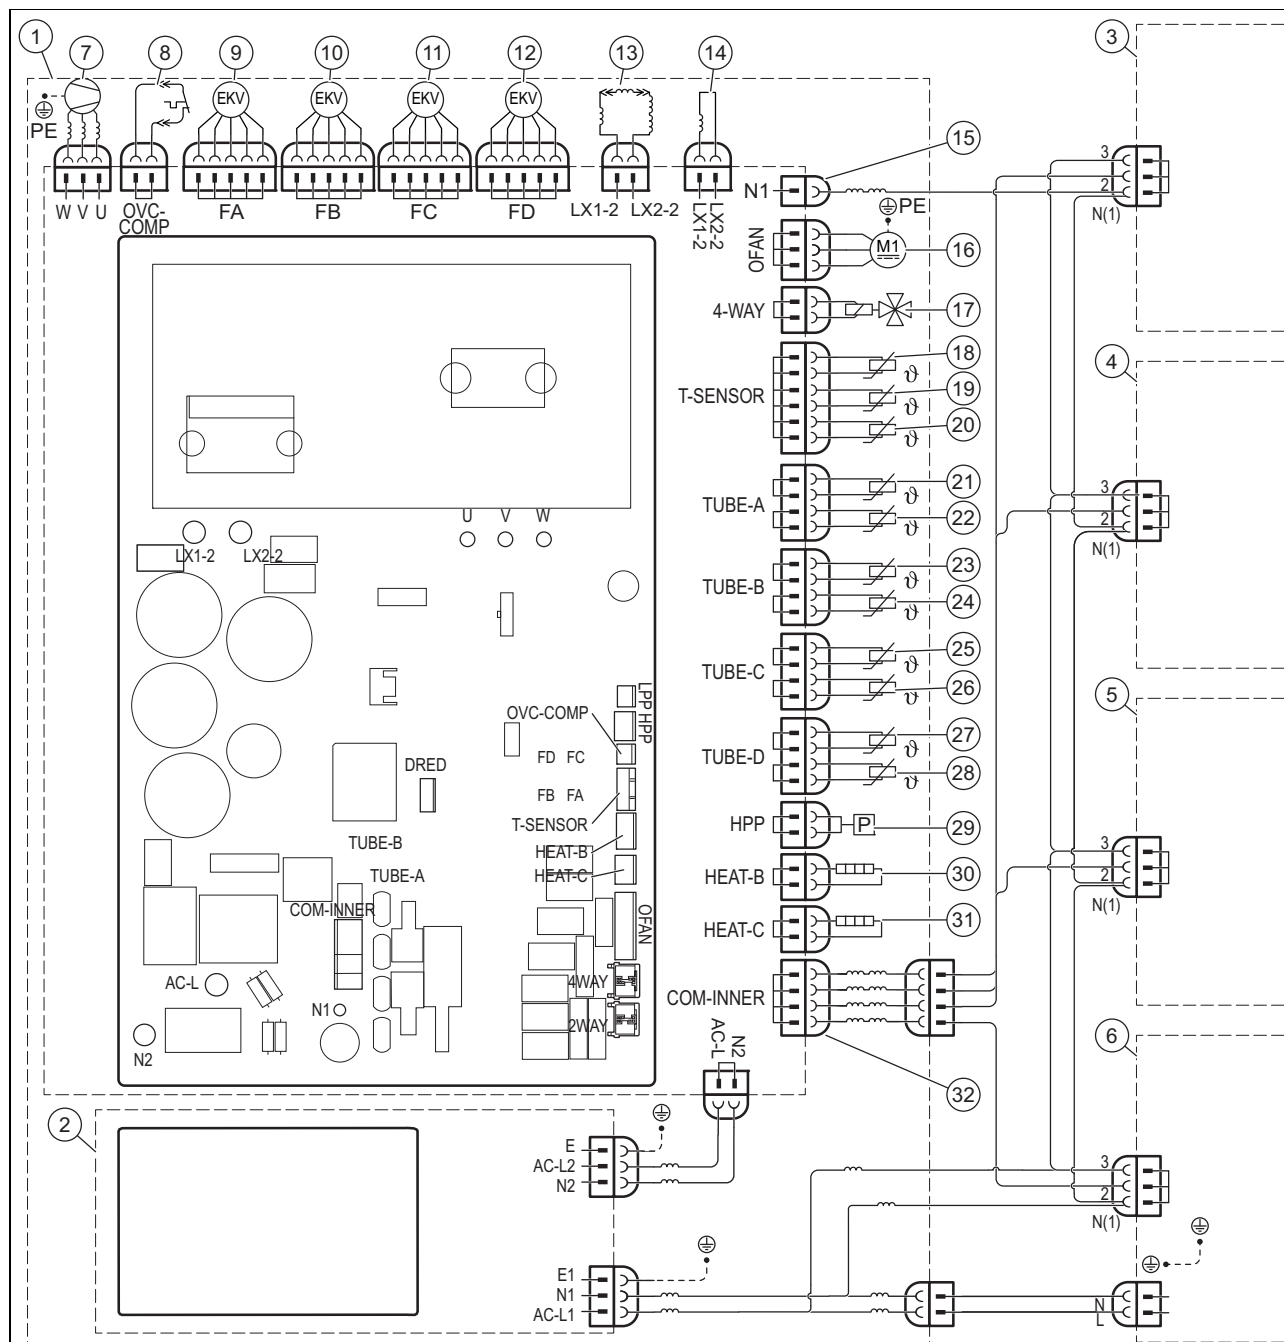 1
7
8
9
10
11
12
13
14
3
EKV
EKV
EKV
EKV
PE
W V U
OVC-COMP
FA
FB
FC
FD
LX1-2
LX2-2
LX1-2
LX2-2
N1
15
3
2
N(1)
PE
OFAN
M1
16
4-WAY
17
4
T-SENSOR
18
ϑ
19
ϑ
20
ϑ
TUBE-A
21
ϑ
22
ϑ
3
2
N(1)
U
V
W
LX1-2
LX2-2
TUBE-B
23
ϑ
24
ϑ
TUBE-C
25
ϑ
26
ϑ
5
LPP
HPP
OVC-COMP
FD FC
DRED
FB FA
T-SENSOR
TUBE-B
HEAT-B
TUBE-A
HEAT-C
COM-INNER
OFAN
AC-L
4WAY
N1
2WAY
N2
TUBE-D
27
ϑ
28
ϑ
HPP
P
29
HEAT-B
30
3
2
N(1)
HEAT-C
31
COM-INNER
AC-L
N2
6
32
2
E
AC-L2
N2
3
2
N(1)
E1
N1
AC-L1
N
L